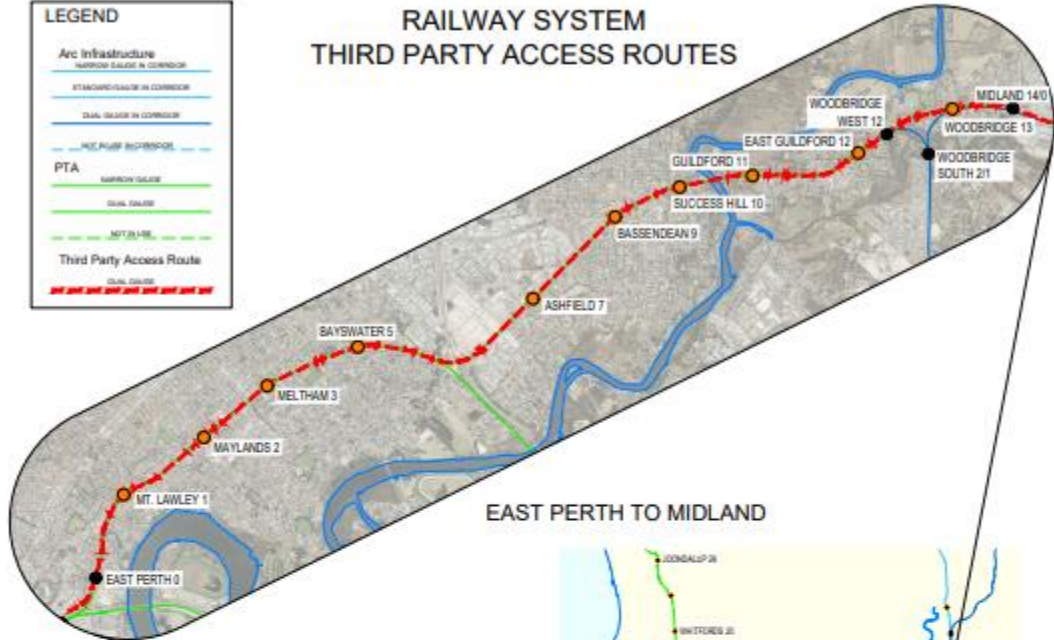 LEGEND
Arc Infrastructure
NARROW GAUGE IN CORRIDOR
STANDARD GAUGE IN CORRIDOR
DUAL GAUGE IN CORRIDOR
NOT IN USE IN CORRIDOR
PTA
NARROW GAUGE
DUAL GAUGE
NOT IN USE
Third Party Access Route
DUAL GAUGE
RAILWAY SYSTEM
THIRD PARTY ACCESS ROUTES
MIDLAND 14/0
WOODBRIDGE
WEST 12
WOODBRIDGE 13
EAST GUILDFORD 12
WOODBRIDGE
SOUTH 2/1
GUILDFORD 11
SUCCESS HILL 10
BASSENDEAN 9
ASHFIELD 7
BAYSWATER 5
MELTHAM 3
MAYLANDS 2
MT. LAWLEY 1
EAST PERTH 0
EAST PERTH TO MIDLAND
JOONDALUP 26
WHITFORDS 20